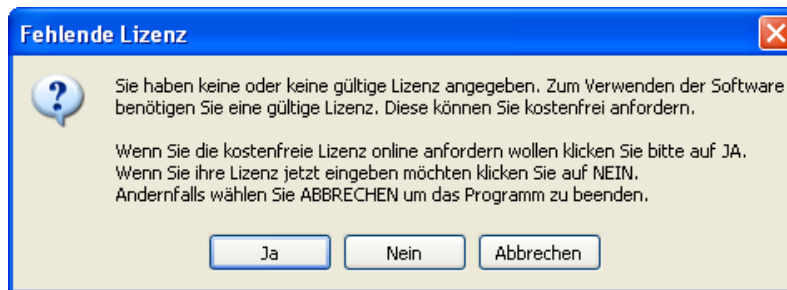 Fehlende Lizenz
Sie haben keine oder keine gültige Lizenz angegeben. Zum Verwenden der Software
benötigen Sie eine gültige Lizenz. Diese können Sie kostenfrei anfordern.
Wenn Sie die kostenfreie Lizenz online anfordern wollen klicken Sie bitte auf JA.
Wenn Sie ihre Lizenz jetzt eingeben möchten klicken Sie auf NEIN.
Andernfalls wählen Sie ABBRECHEN um das Programm zu beenden.
Ja Nein Abbrechen